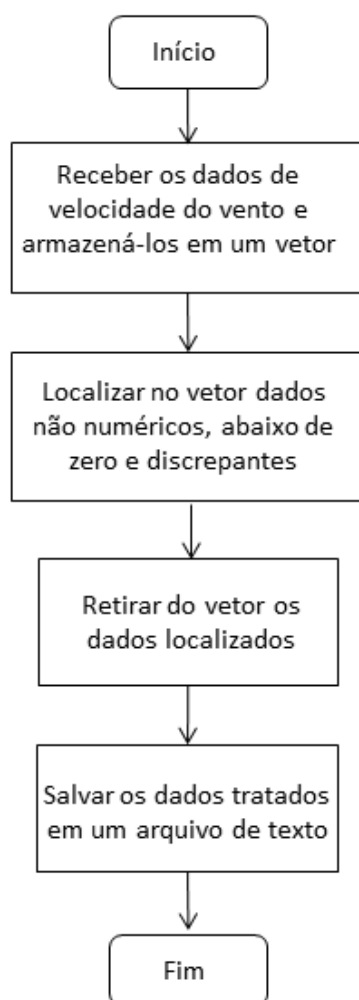 Início
Receber os dados de
velocidade do vento e
armazená-los em um vetor
Localizar no vetor dados
não numéricos, abaixo de
zero e discrepantes
Retirar do vetor os
dados localizados
Salvar os dados tratados
em um arquivo de texto
Fim